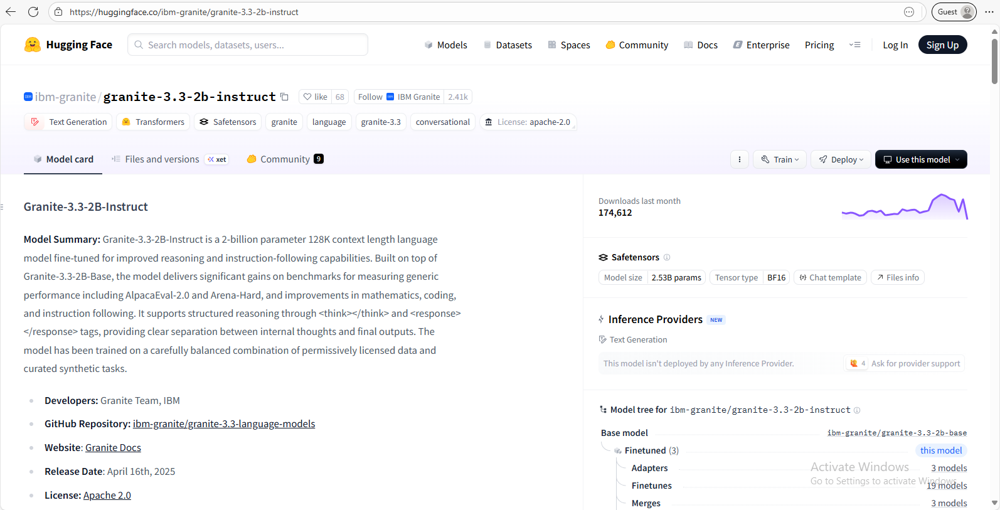 https://huggingface.co/ibm-granite/granite-3.3-2b-instruct
Guest
Hugging Face
Search models, datasets, users...
Models
Datasets
Spaces
Community
Docs
Enterprise
Pricing
Log In
Sign Up
ibm-granite/granite-3.3-2b-instruct
like 68
Follow IBM Granite 2.41k
Text Generation
Transformers
Safetensors
granite
language
granite-3.3
conversational
License: apache-2.0
Model card
Files and versions
xet
Community 9
Train
Deploy
Use this model
Granite-3.3-2B-Instruct
Model Summary: Granite-3.3-2B-Instruct is a 2-billion parameter 128K context length language
model fine-tuned for improved reasoning and instruction-following capabilities. Built on top of
Granite-3.3-2B-Base, the model delivers significant gains on benchmarks for measuring generic
performance including AlpacaEval-2.0 and Arena-Hard, and improvements in mathematics, coding,
and instruction following. It supports structured reasoning through <think></think> and <response>
</response> tags, providing clear separation between internal thoughts and final outputs. The
model has been trained on a carefully balanced combination of permissively licensed data and
curated synthetic tasks.
Developers: Granite Team, IBM
GitHub Repository: ibm-granite/granite-3.3-language-models
Website: Granite Docs
Release Date: April 16th, 2025
License: Apache 2.0
Downloads last month
174,612
Safetensors
Model size 2.53B params
Tensor type BF16
Chat template
Files info
Inference Providers NEW
Text Generation
This model isn't deployed by any Inference Provider.
4 Ask for provider support
Model tree for ibm-granite/granite-3.3-2b-instruct
Base model ibm-granite/granite-3.3-2b-base
Finetuned (3) this model
Adapters 3 models
Finetunes 19 models
Merges 3 models
Activate Windows
Go to Settings to activate Windows.